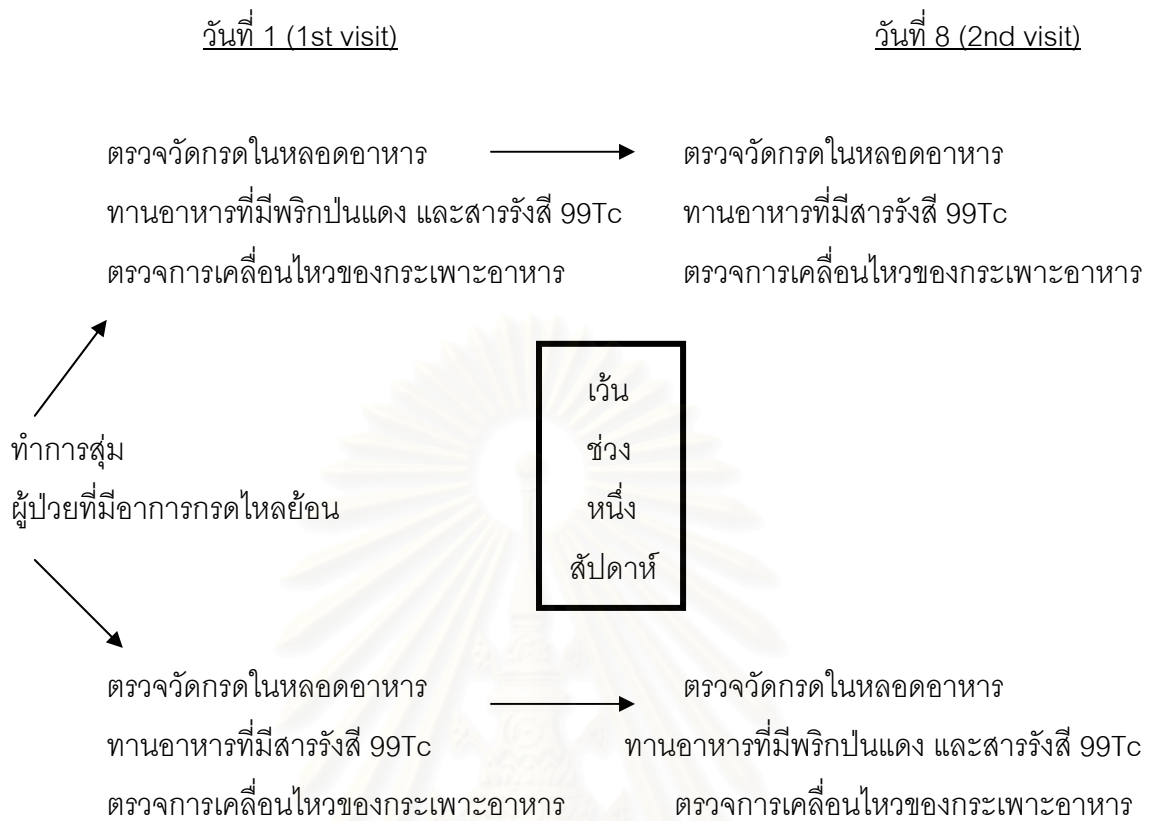 วันที่ 1 (1st visit) วันที่ 8 (2nd visit)
ตรวจวัดกรดในหลอดอาหาร ตรวจวัดกรดในหลอดอาหาร
ทานอาหารที่มีพริกป่นแดง และสารรังสี 99Tc ทานอาหารที่มีสารรังสี 99Tc
ตรวจการเคลื่อนไหวของกระเพาะอาหาร ตรวจการเคลื่อนไหวของกระเพาะอาหาร
ทำการสุ่ม
ผู้ป่วยที่มีอาการกรดไหลย้อน
เว้น
ช่วง
หนึ่ง
สัปดาห์
ตรวจวัดกรดในหลอดอาหาร ตรวจวัดกรดในหลอดอาหาร
ทานอาหารที่มีสารรังสี 99Tc ทานอาหารที่มีพริกป่นแดง และสารรังสี 99Tc
ตรวจการเคลื่อนไหวของกระเพาะอาหาร ตรวจการเคลื่อนไหวของกระเพาะอาหาร